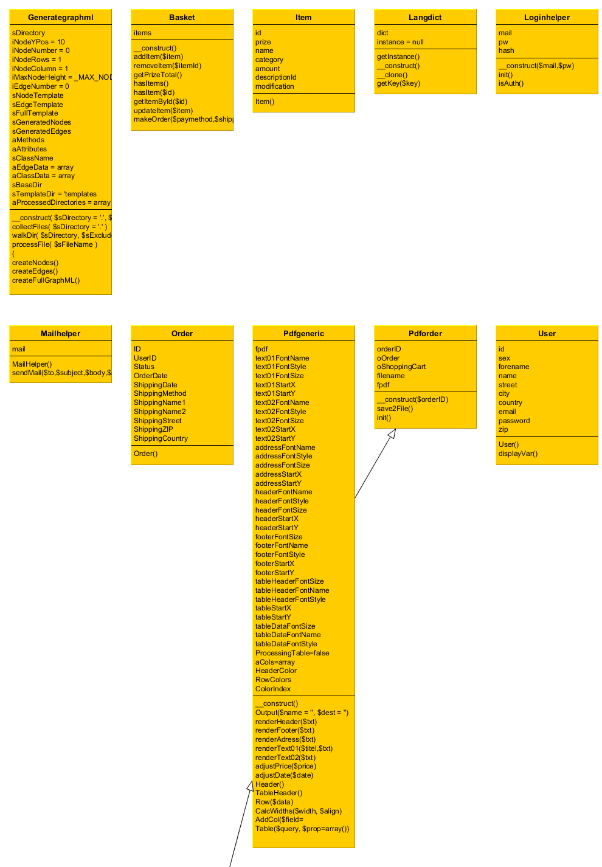 Generategraphml
sDirectory
iNodeYPos = 10
iNodeNumber = 0
iNodeRows = 1
iNodeColumn = 1
iMaxNodeHeight = _MAX_NOD
iEdgeNumber = 0
sNodeTemplate
sEdgeTemplate
sFullTemplate
sGeneratedNodes
sGeneratedEdges
aMethods
aAttributes
sClassName
aEdgeData = array
aClassData = array
sBaseDir
sTemplateDir = 'templates
aProcessedDirectories = array
__construct( $sDirectory = '.', $
collectFiles( $sDirectory = '.' )
walkDir( $sDirectory, $sExclud
processFile( $sFileName )
{
createNodes()
createEdges()
createFullGraphML()
Basket
items
__construct()
addItem($item)
removeItem($itemId)
getPrizeTotal()
hasItems()
hasItem($id)
getItemById($id)
updateItem($item)
makeOrder($paymethod,$ship
Item
id
prize
name
category
amount
descriptionId
modification
Item()
Langdict
dict
instance = null
getInstance()
__construct()
__clone()
getKey($key)
Loginhelper
mail
pw
hash
__construct($mail,$pw)
init()
isAuth()
Mailhelper
mail
MailHelper()
sendMail($to,$subject,$body,$
Order
ID
UserID
Status
OrderDate
ShippingDate
ShippingMethod
ShippingName1
ShippingName2
ShippingStreet
ShippingZIP
ShippingCountry
Order()
Pdfgeneric
fpdf
text01FontName
text01FontStyle
text01FontSize
text01StartX
text01StartY
text02FontName
text02FontStyle
text02FontSize
text02StartX
text02StartY
addressFontName
addressFontStyle
addressFontSize
addressStartX
addressStartY
headerFontName
headerFontStyle
headerFontSize
headerStartX
headerStartY
footerFontSize
footerFontName
footerFontStyle
footerStartX
footerStartY
tableHeaderFontSize
tableHeaderFontName
tableHeaderFontStyle
tableStartX
tableStartY
tableDataFontSize
tableDataFontName
tableDataFontStyle
ProcessingTable=false
aCols=array
HeaderColor
RowColors
ColorIndex
__construct()
Output($name = '', $dest = '')
renderHeader($txt)
renderFooter($txt)
renderAdress($txt)
renderText01($titel,$txt)
renderText02($txt)
adjustPrice($price)
adjustDate($date)
Header()
TableHeader()
Row($data)
CalcWidths($width, $align)
AddCol($field=
Table($query, $prop=array())
Pdforder
orderID
oOrder
oShoppingCart
filename
fpdf
__construct($orderID)
save2File()
init()
User
id
sex
forename
name
street
city
country
email
password
zip
User()
displayVar()